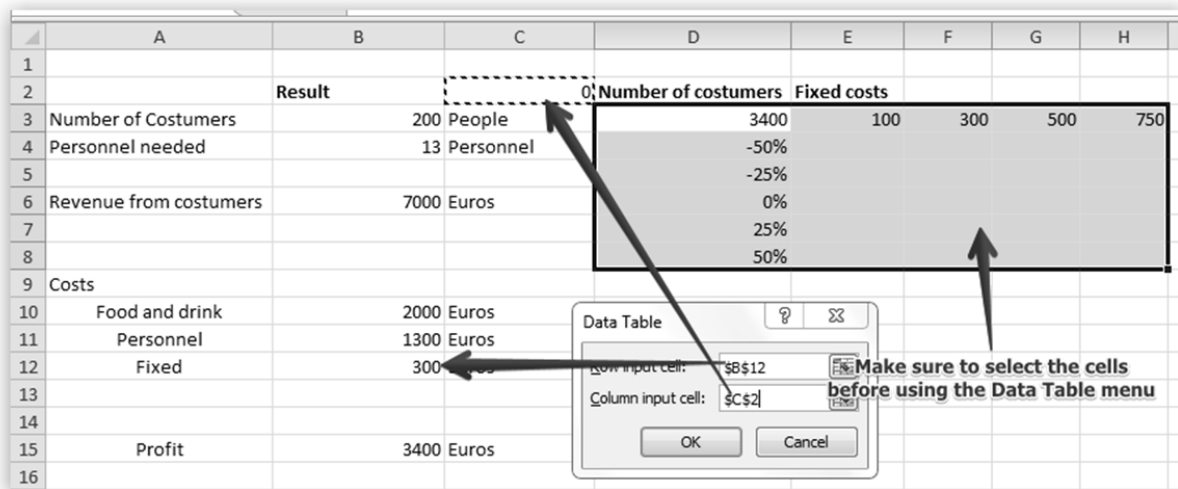 A B C D E F G H
1
2 Result 0 Number of costumers Fixed costs
3 Number of Costumers 200 People 3400 100 300 500 750
4 Personnel needed 13 Personnel -50%
5 -25%
6 Revenue from costumers 7000 Euros 0%
7 25%
8 50%
9 Costs
10 Food and drink 2000 Euros
11 Personnel 1300 Euros
12 Fixed 300 Euros
13
14
15 Profit 3400 Euros
16
Data Table ?
Row input cell: $B$12
Column input cell: $C$2
OK Cancel
Make sure to select the cells
before using the Data Table menu